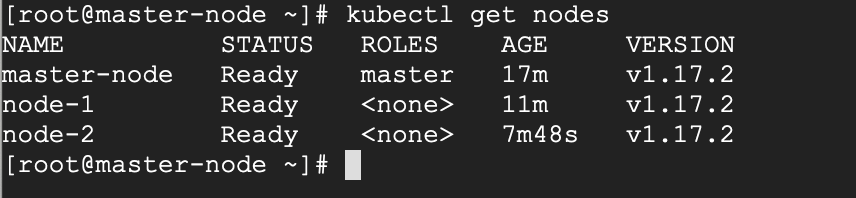 [root@master-node ~]# kubectl get nodes
NAME          STATUS   ROLES    AGE     VERSION
master-node   Ready    master   17m     v1.17.2
node-1        Ready    <none>   11m     v1.17.2
node-2        Ready    <none>   7m48s   v1.17.2
[root@master-node ~]#